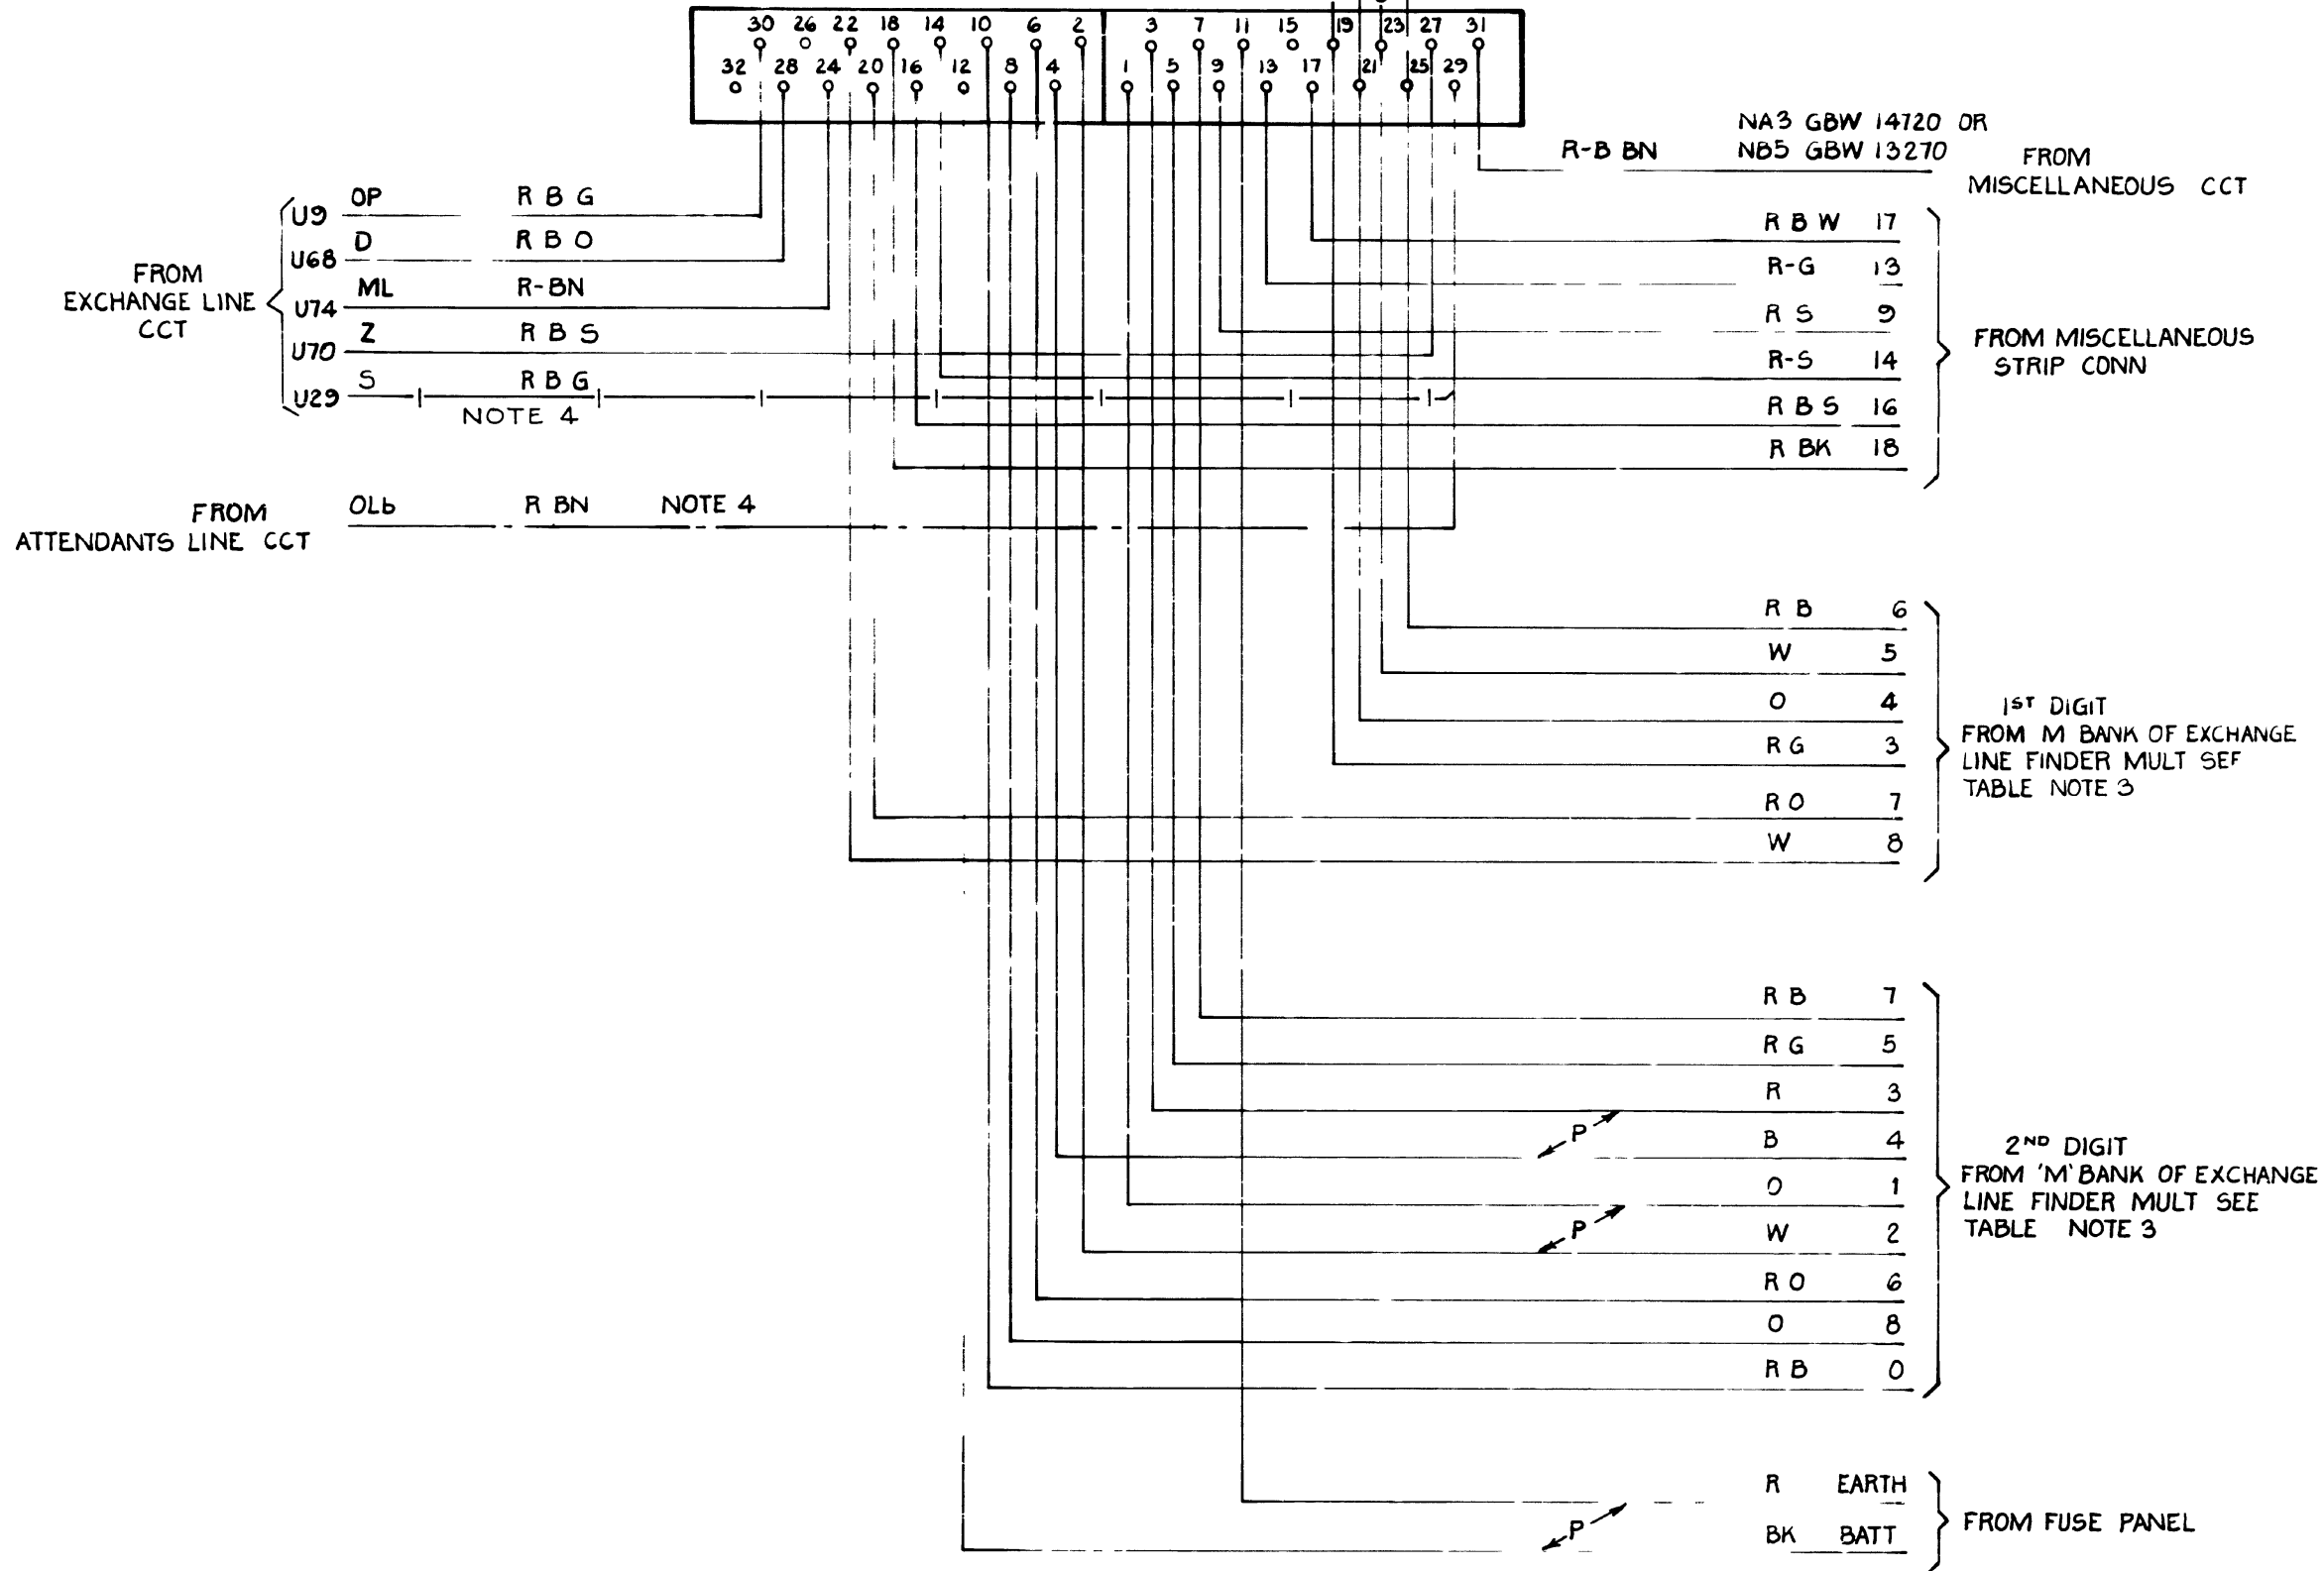 30 26 22 18 14 10 6 2 3 7 11 15 19 23 27 31
32 28 24 20 16 12 8 4 1 5 9 13 17 21 25 29
R-B BN NA3 GBW 14720 OR
NB5 GBW 13270
FROM
MISCELLANEOUS CCT
FROM
EXCHANGE LINE
CCT
U9 OP R B G
U68 D R B O
U74 ML R-BN
U70 Z R B S
U29 S R B G
NOTE 4
R B W 17
R-G 13
R S 9
R-S 14
R B S 16
R BK 18
FROM MISCELLANEOUS
STRIP CONN
FROM
ATTENDANTS LINE CCT
OLb R BN NOTE 4
R B 6
W 5
O 4
R G 3
R O 7
W 8
1ST DIGIT
FROM M BANK OF EXCHANGE
LINE FINDER MULT SEF
TABLE NOTE 3
R B 7
R G 5
R 3
P B 4
O 1
P W 2
R O 6
O 8
R B 0
2ND DIGIT
FROM 'M' BANK OF EXCHANGE
LINE FINDER MULT SEE
TABLE NOTE 3
R EARTH
P BK BATT
FROM FUSE PANEL